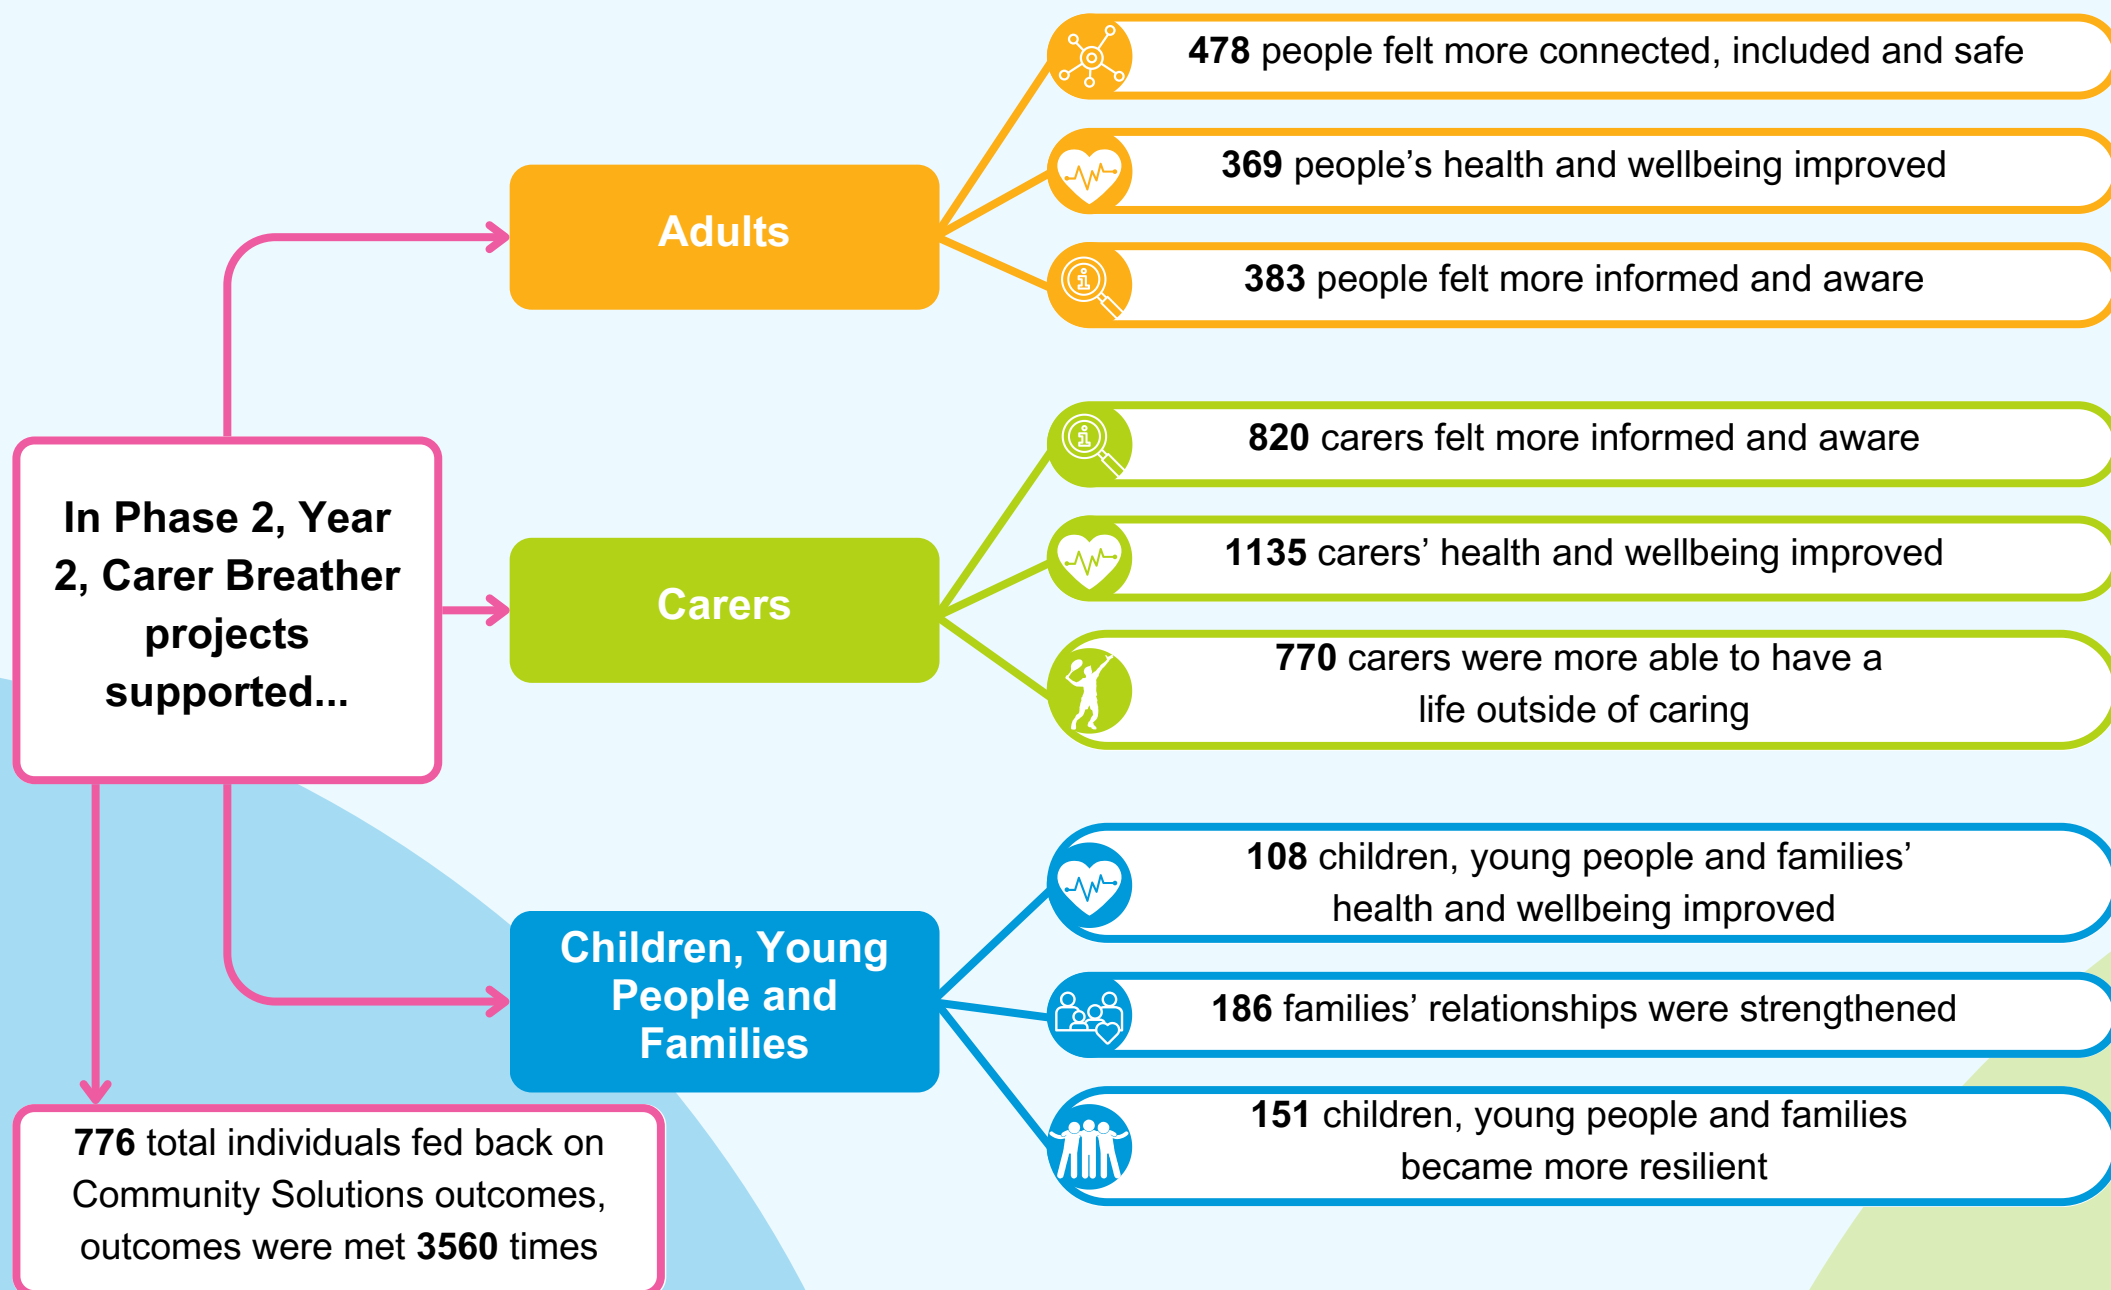 In Phase 2, Year
2, Carer Breather
projects
supported...
Adults
478 people felt more connected, included and safe
369 people’s health and wellbeing improved
383 people felt more informed and aware
Carers
820 carers felt more informed and aware
1135 carers’ health and wellbeing improved
770 carers were more able to have a
life outside of caring
Children, Young
People and
Families
108 children, young people and families’
health and wellbeing improved
186 families’ relationships were strengthened
151 children, young people and families
became more resilient
776 total individuals fed back on
Community Solutions outcomes,
outcomes were met 3560 times